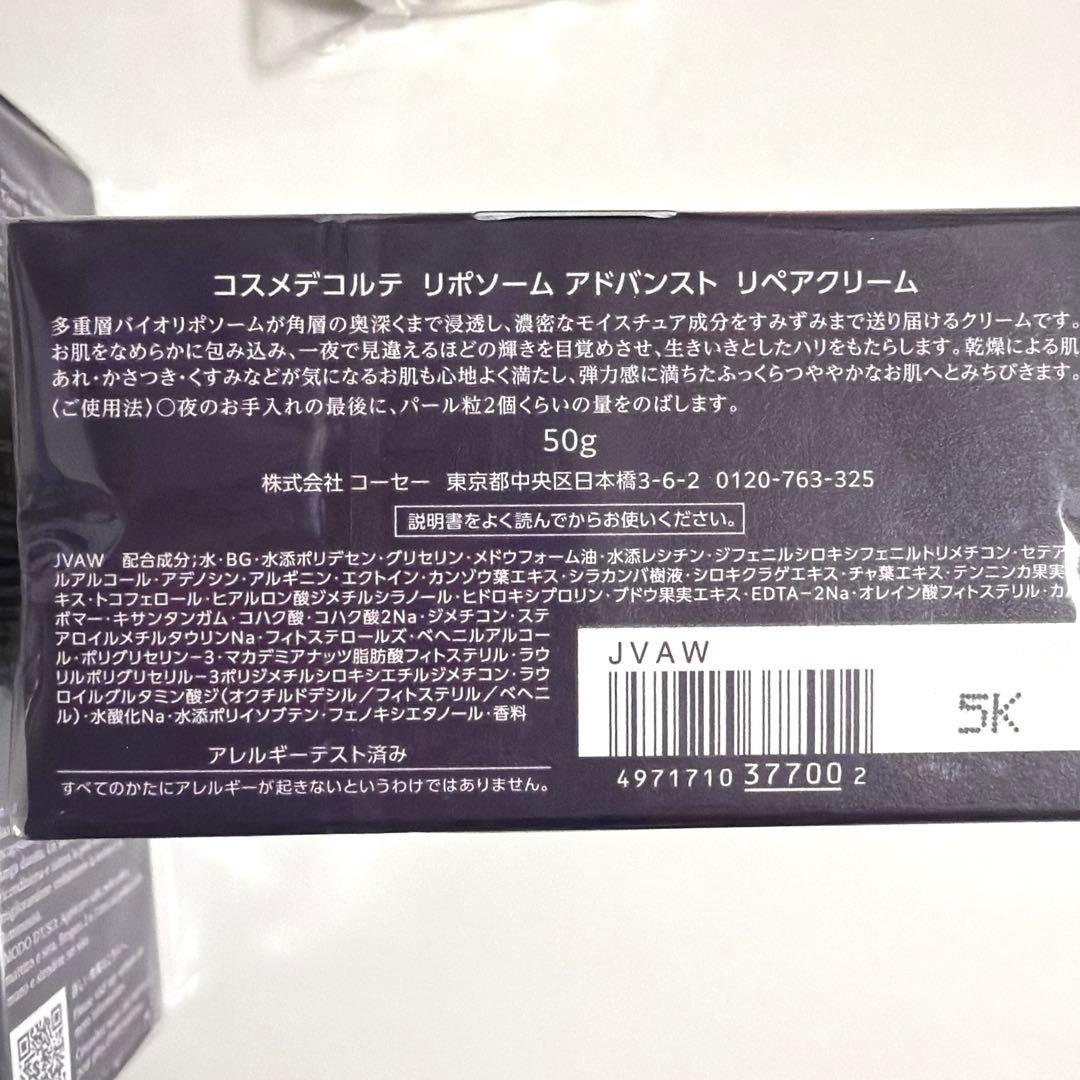 コスメデコルテ リポソーム アドバンスト リペアクリーム
多重層バイオリポソームが角層の奥深くまで浸透し、濃密なモイスチュア成分をすみずみまで送り届けるクリームです。
お肌をなめらかに包み込み、一夜で見違えるほどの輝きを目覚めさせ、生きいきとしたハリをもたらします。乾燥による肌
あれ・かさつき・くすみなどが気になるお肌も心地よく満たし、弾力感に満ちたふっくらつややかなお肌へとみちびきます。
〈ご使用法〉○夜のお手入れの最後に、パール粒2個くらいの量をのばします。
50g
株式会社 コーセー 東京都中央区日本橋3-6-2 0120-763-325
説明書をよく読んでからお使いください。
JVAW 配合成分;水・BG・水添ポリデセン・グリセリン・メドウフォーム油・水添レシチン・ジフェニルシロキシフェニルトリメチコン・セテア
ルアルコール・アデノシン・アルギニン・エクトイン・カンゾウ葉エキス・シラカンバ樹液・シロキクラゲエキス・チャ葉エキス・テンニンカ果実
キス・トコフェロール・ヒアルロン酸ジメチルシラノール・ヒドロキシプロリン・ブドウ果実エキス・EDTA-2Na・オレイン酸フィトステリル・カル
ボマー・キサンタンガム・コハク酸・コハク酸2Na・ジメチコン・ステ
アロイルメチルタウリンNa・フィトステロールズ・ベヘニルアルコー
ル・ポリグリセリン-3・マカデミアナッツ脂肪酸フィトステリル・ラウ
リルポリグリセリル-3ポリジメチルシロキシエチルジメチコン・ラウ
ロイルグルタミン酸ジ(オクチルドデシル/フィトステリル/ベヘニ
ル)・水酸化Na・水添ポリイソブテン・フェノキシエタノール・香料
アレルギーテスト済み
すべてのかたにアレルギーが起きないというわけではありません。
JVAW
5K
4971710 37700 2
MODO D'USO: